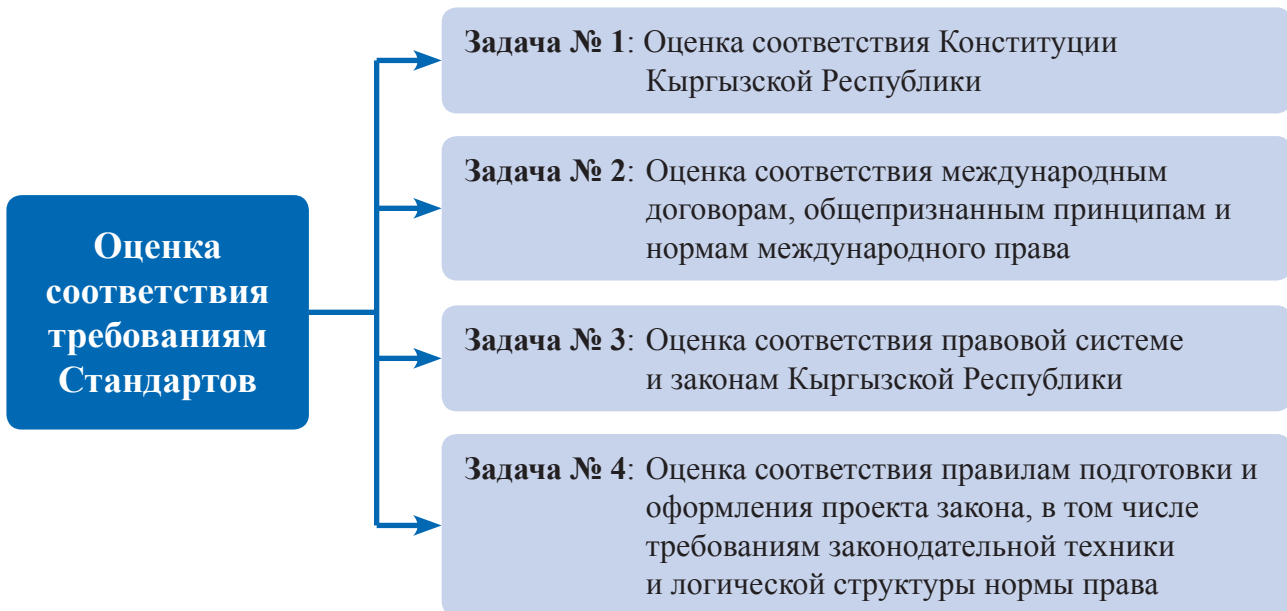 Оценка
соответствия
требованиям
Стандартов
Задача № 1: Оценка соответствия Конституции
Кыргызской Республики
Задача № 2: Оценка соответствия международным
договорам, общепризнанным принципам и
нормам международного права
Задача № 3: Оценка соответствия правовой системе
и законам Кыргызской Республики
Задача № 4: Оценка соответствия правилам подготовки и
оформления проекта закона, в том числе
требованиям законодательной техники
и логической структуры нормы права